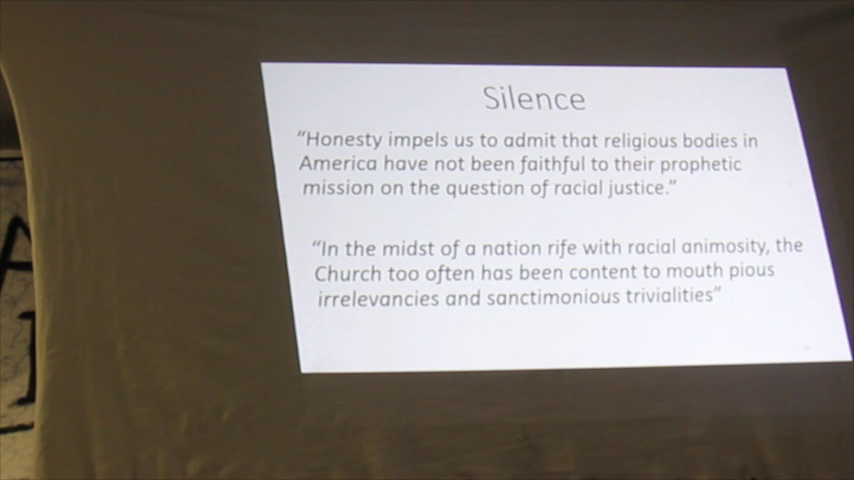 Silence
“Honesty impels us to admit that religious bodies in
America have not been faithful to their prophetic
mission on the question of racial justice.”
“In the midst of a nation rife with racial animosity, the
Church too often has been content to mouth pious
irrelevancies and sanctimonious trivialities”